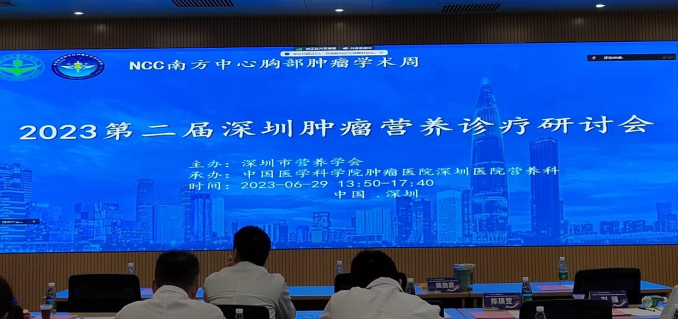 NCC南方中心胸部肿瘤学术周
2023第二届深圳肿瘤营养诊疗研讨会
主办：深圳市营养学会
承办：中国医学科学院肿瘤医院深圳医院营养科
时间：2023-06-29 13:50-17:40
中国．深圳